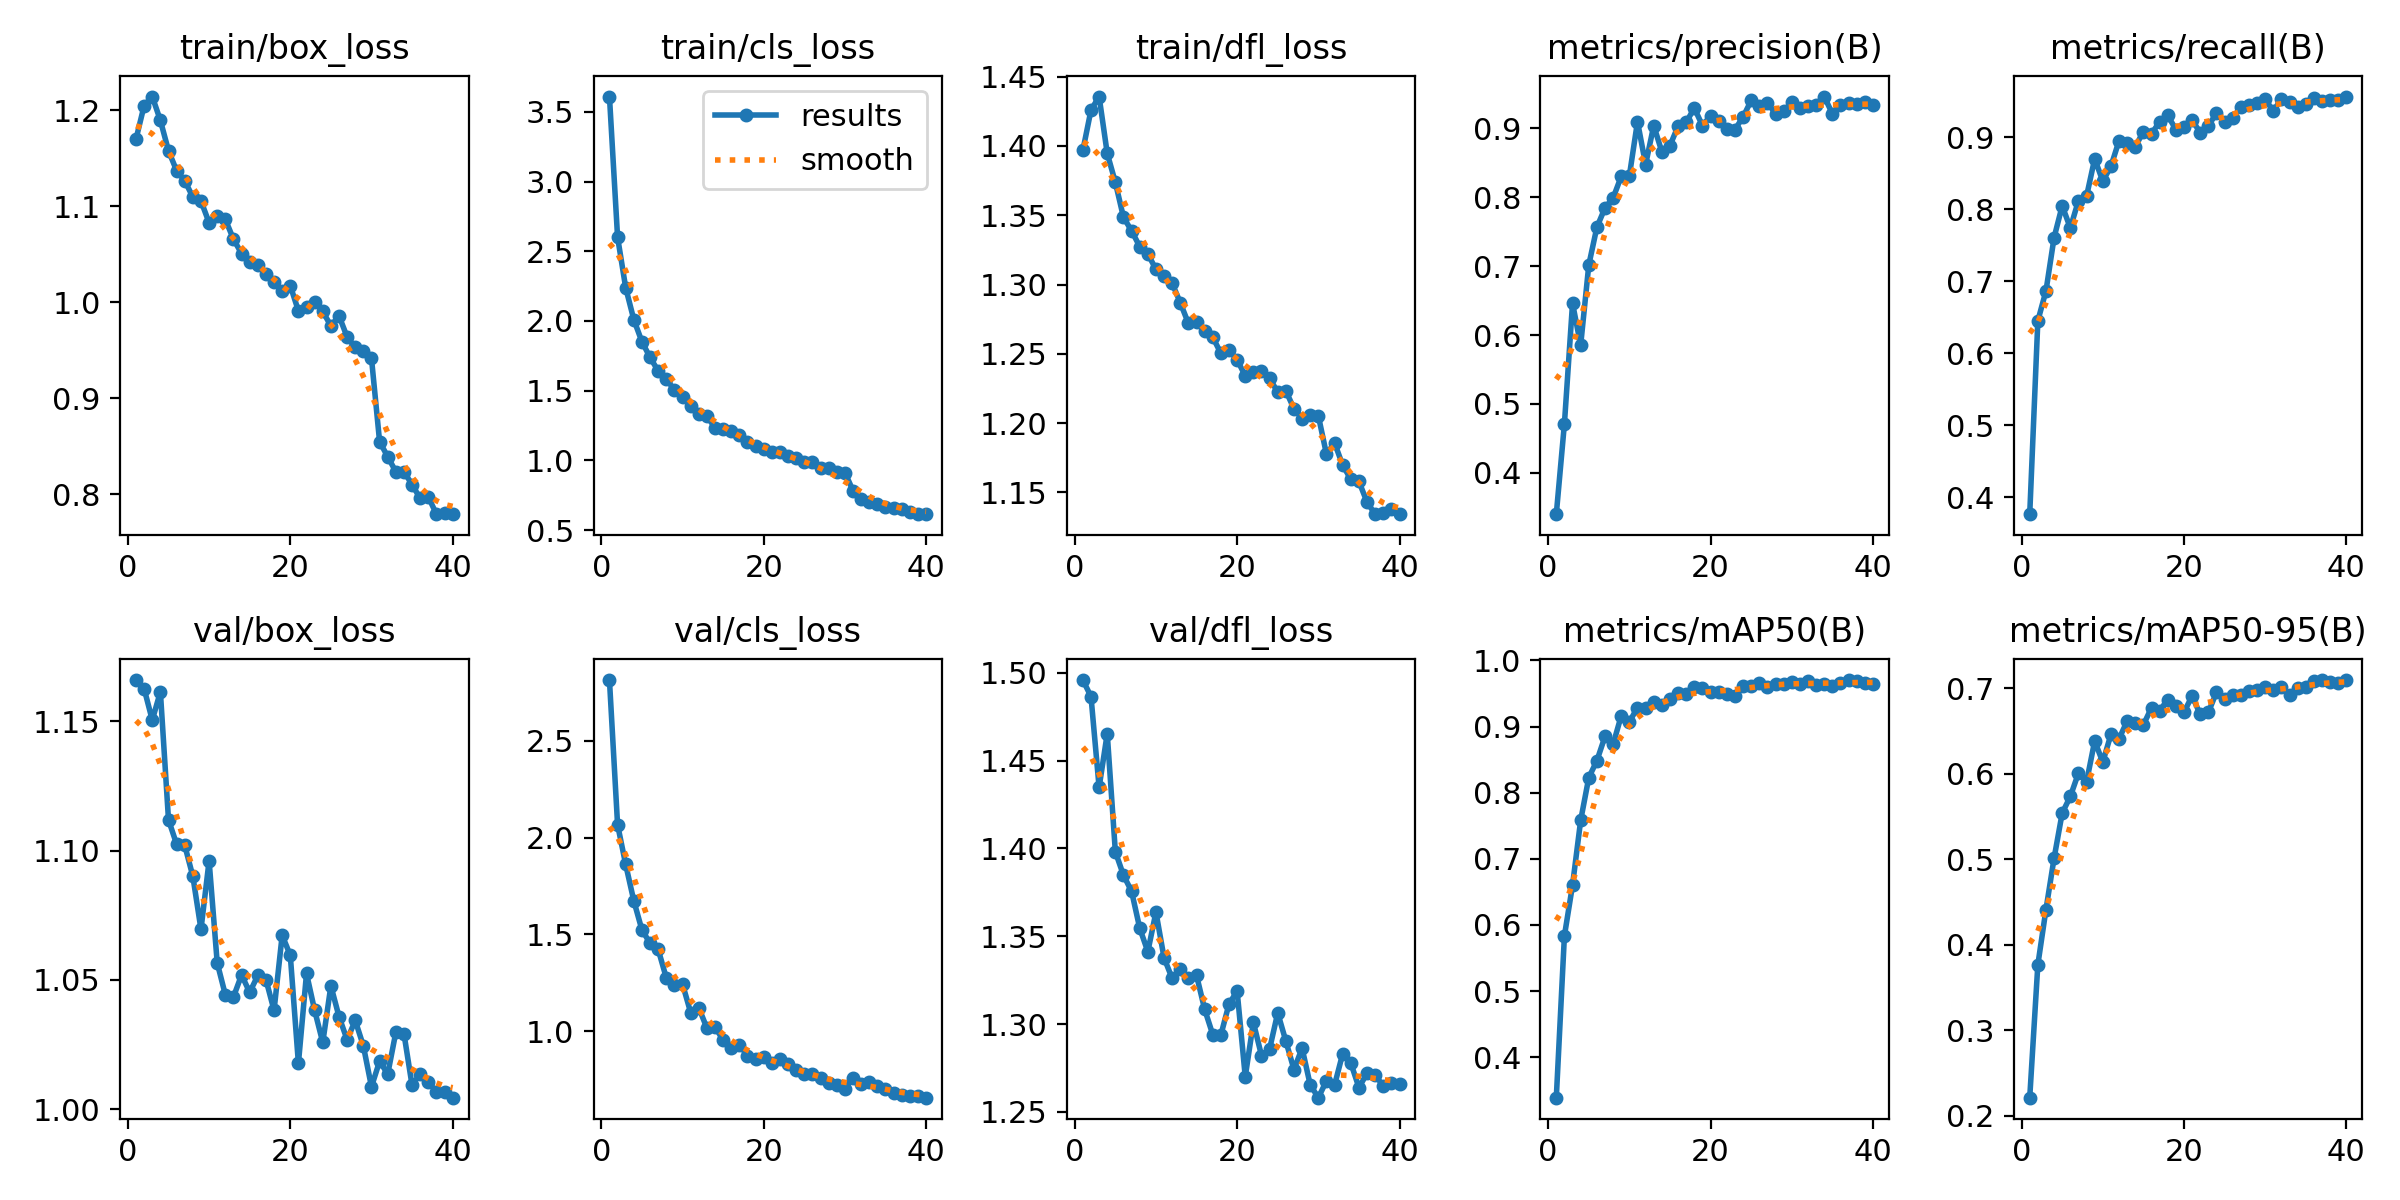 train/box_loss
1.2
1.1
1.0
0.9
0.8
0 20 40
train/cls_loss
results
smooth
3.5
3.0
2.5
2.0
1.5
1.0
0.5
0 20 40
train/dfl_loss
1.45
1.40
1.35
1.30
1.25
1.20
1.15
0 20 40
metrics/precision(B)
0.9
0.8
0.7
0.6
0.5
0.4
0 20 40
metrics/recall(B)
0.9
0.8
0.7
0.6
0.5
0.4
0 20 40
val/box_loss
1.15
1.10
1.05
1.00
0 20 40
val/cls_loss
2.5
2.0
1.5
1.0
0 20 40
val/dfl_loss
1.50
1.45
1.40
1.35
1.30
1.25
0 20 40
metrics/mAP50(B)
1.0
0.9
0.8
0.7
0.6
0.5
0.4
0 20 40
metrics/mAP50-95(B)
0.7
0.6
0.5
0.4
0.3
0.2
0 20 40